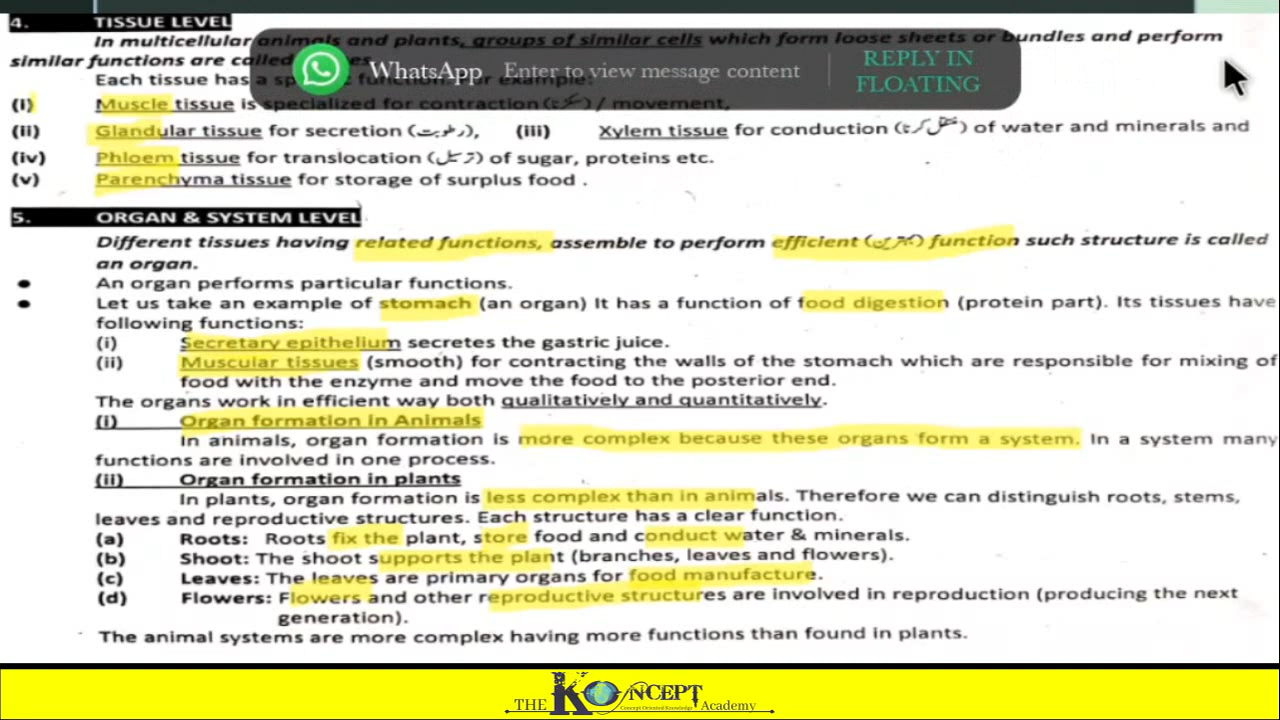 4. TISSUE LEVEL
In multicellular animals and plants, groups of similar cells which form loose sheets or bundles and perform
similar functions are called
Each tissue has a
WhatsApp Enter to view message content
REPLY IN
FLOATING
(i) Muscle tissue is specialized for contraction / movement,
(ii) Glandular tissue for secretion (رطوبت), (iii) Xylem tissue for conduction of water and minerals and
(iv) Phloem tissue for translocation (ترسیل) of sugar, proteins etc.
(v) Parenchyma tissue for storage of surplus food .
5. ORGAN & SYSTEM LEVEL
Different tissues having related functions, assemble to perform efficient function such structure is called
an organ.
• An organ performs particular functions.
• Let us take an example of stomach (an organ) It has a function of food digestion (protein part). Its tissues have
following functions:
(i) Secretary epithelium secretes the gastric juice.
(ii) Muscular tissues (smooth) for contracting the walls of the stomach which are responsible for mixing of
food with the enzyme and move the food to the posterior end.
The organs work in efficient way both qualitatively and quantitatively.
(i) Organ formation in Animals
In animals, organ formation is more complex because these organs form a system. In a system many
functions are involved in one process.
(ii) Organ formation in plants
In plants, organ formation is less complex than in animals. Therefore we can distinguish roots, stems,
leaves and reproductive structures. Each structure has a clear function.
(a) Roots: Roots fix the plant, store food and conduct water & minerals.
(b) Shoot: The shoot supports the plant (branches, leaves and flowers).
(c) Leaves: The leaves are primary organs for food manufacture.
(d) Flowers: Flowers and other reproductive structures are involved in reproduction (producing the next
generation).
The animal systems are more complex having more functions than found in plants.
THE KONCEPT Academy
Concept Oriented Knowledge